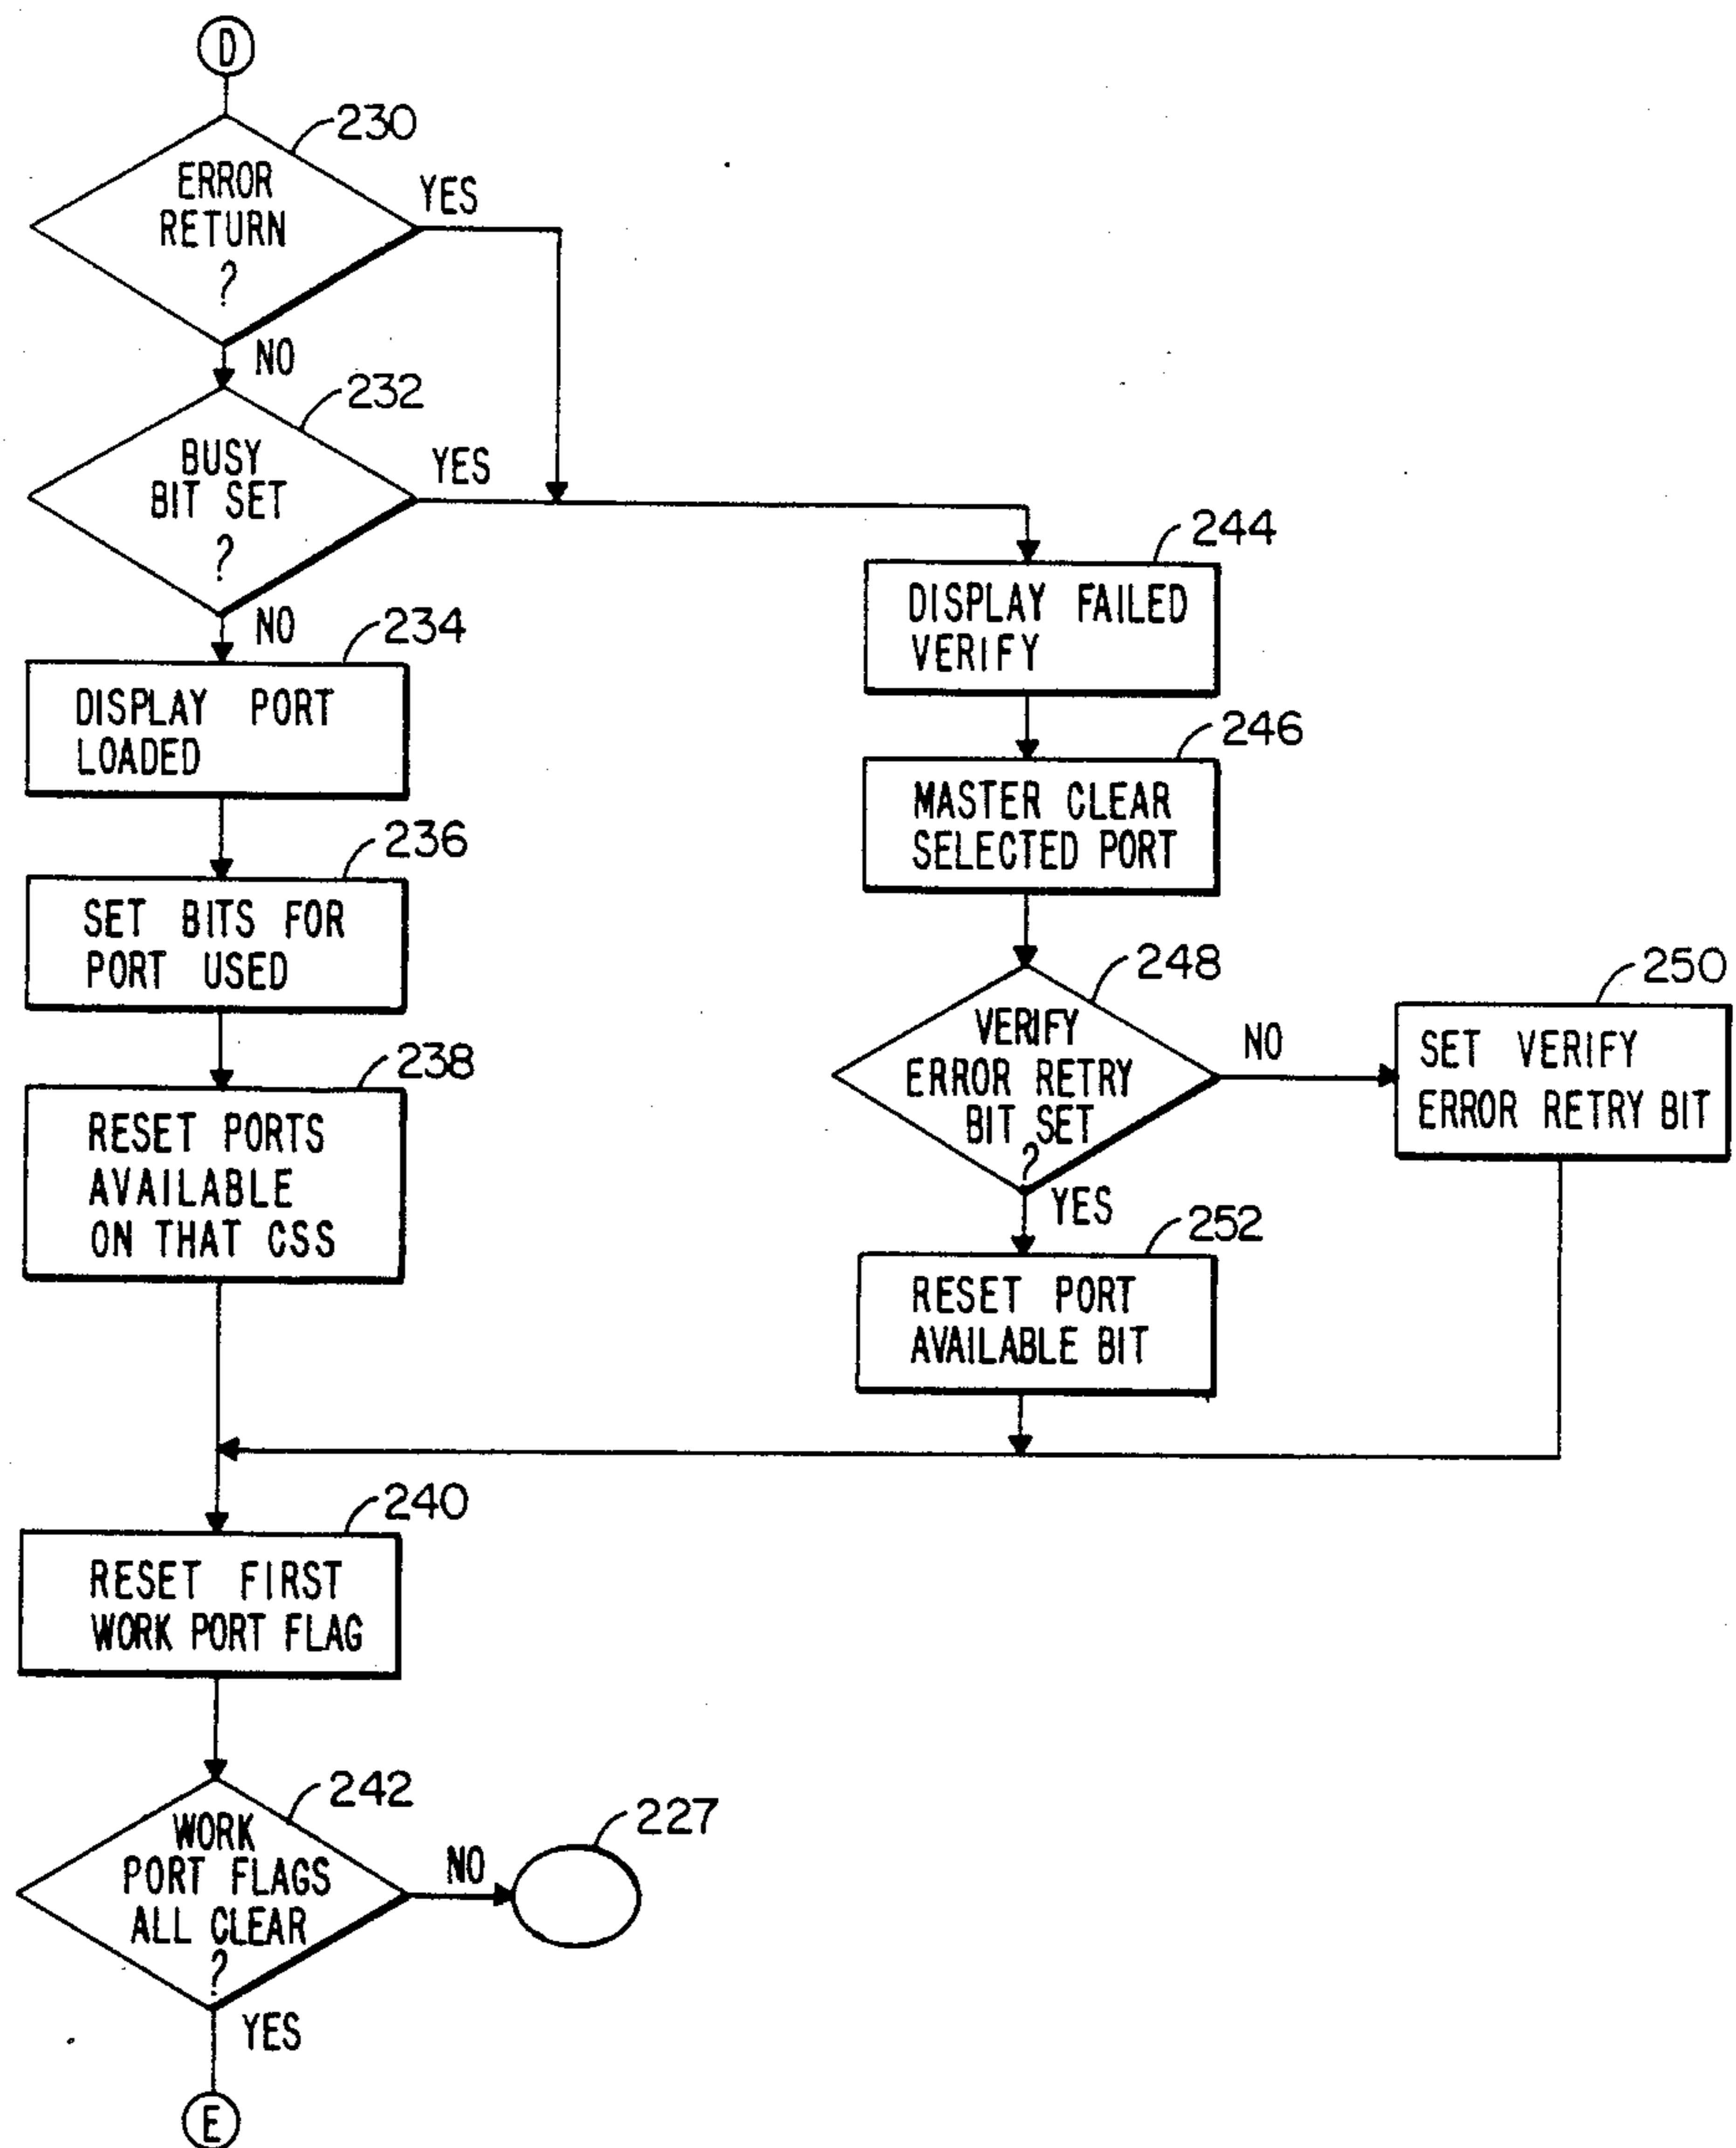 D
230
ERROR
RETURN
?
YES
NO
232
BUSY
BIT SET
?
YES
NO
234
DISPLAY PORT
LOADED
236
SET BITS FOR
PORT USED
238
RESET PORTS
AVAILABLE
ON THAT CSS
244
DISPLAY FAILED
VERIFY
246
MASTER CLEAR
SELECTED PORT
248
VERIFY
ERROR RETRY
BIT SET
?
NO
YES
250
SET VERIFY
ERROR RETRY BIT
252
RESET PORT
AVAILABLE BIT
240
RESET FIRST
WORK PORT FLAG
242
WORK
PORT FLAGS
ALL CLEAR
?
NO
227
YES
E